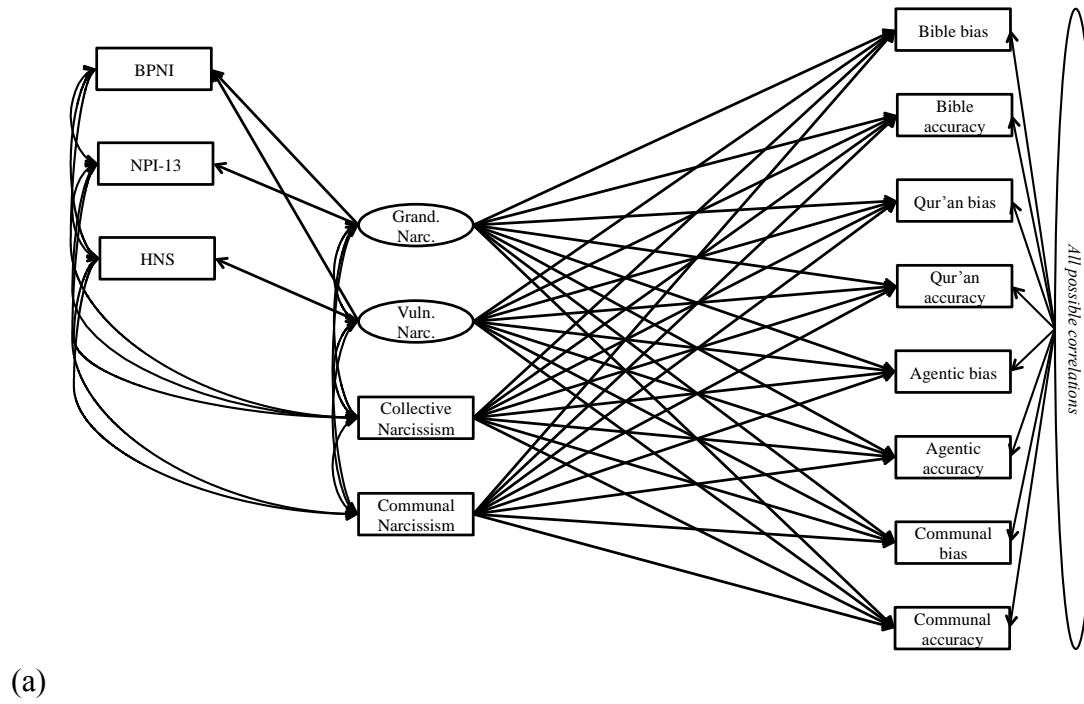 BPNI
NPI-13
HNS
Grand.
Narc.
Vuln.
Narc.
Collective
Narcissism
Communal
Narcissism
Bible bias
Bible
accuracy
Qur’an bias
Qur’an
accuracy
Agentic bias
Agentic
accuracy
Communal
bias
Communal
accuracy
All possible correlations
(a)